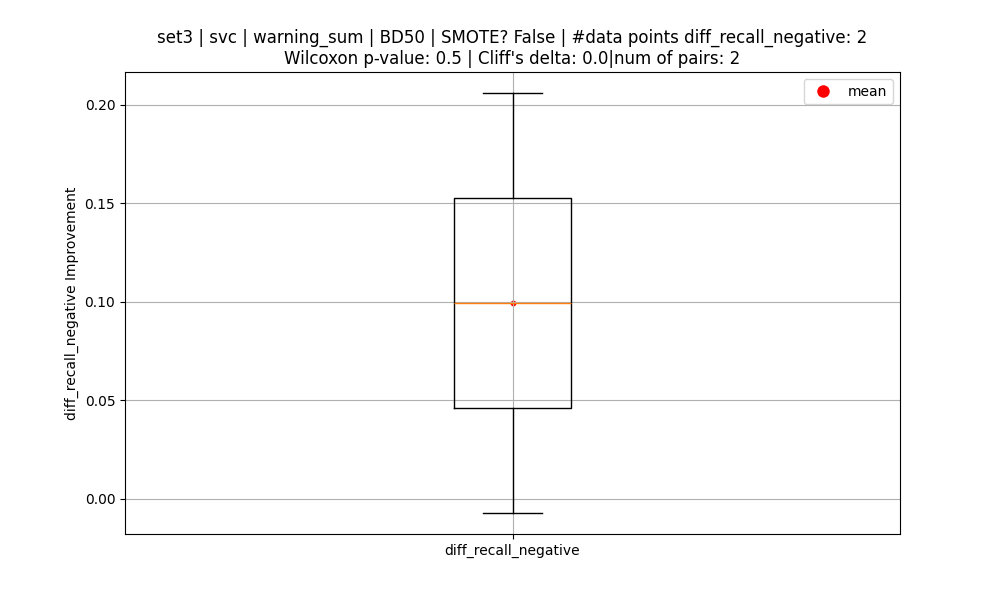 set3 | svc | warning_sum | BD50 | SMOTE? False | #data points diff_recall_negative: 2
Wilcoxon p-value: 0.5 | Cliff's delta: 0.0|num of pairs: 2
mean
0.20
0.15
0.10
0.05
0.00
diff_recall_negative Improvement
diff_recall_negative